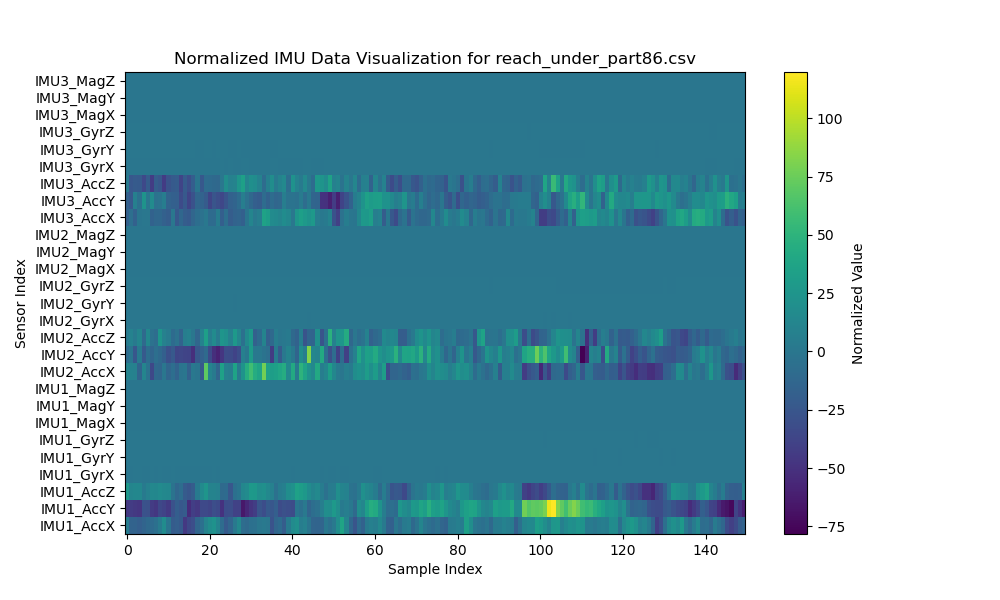 Normalized IMU Data Visualization for reach_under_part86.csv
Sensor Index
IMU3_MagZ
IMU3_MagY
IMU3_MagX
IMU3_GyrZ
IMU3_GyrY
IMU3_GyrX
IMU3_AccZ
IMU3_AccY
IMU3_AccX
IMU2_MagZ
IMU2_MagY
IMU2_MagX
IMU2_GyrZ
IMU2_GyrY
IMU2_GyrX
IMU2_AccZ
IMU2_AccY
IMU2_AccX
IMU1_MagZ
IMU1_MagY
IMU1_MagX
IMU1_GyrZ
IMU1_GyrY
IMU1_GyrX
IMU1_AccZ
IMU1_AccY
IMU1_AccX
0 20 40 60 80 100 120 140
Sample Index
100
75
50
25
0
−25
−50
−75
Normalized Value